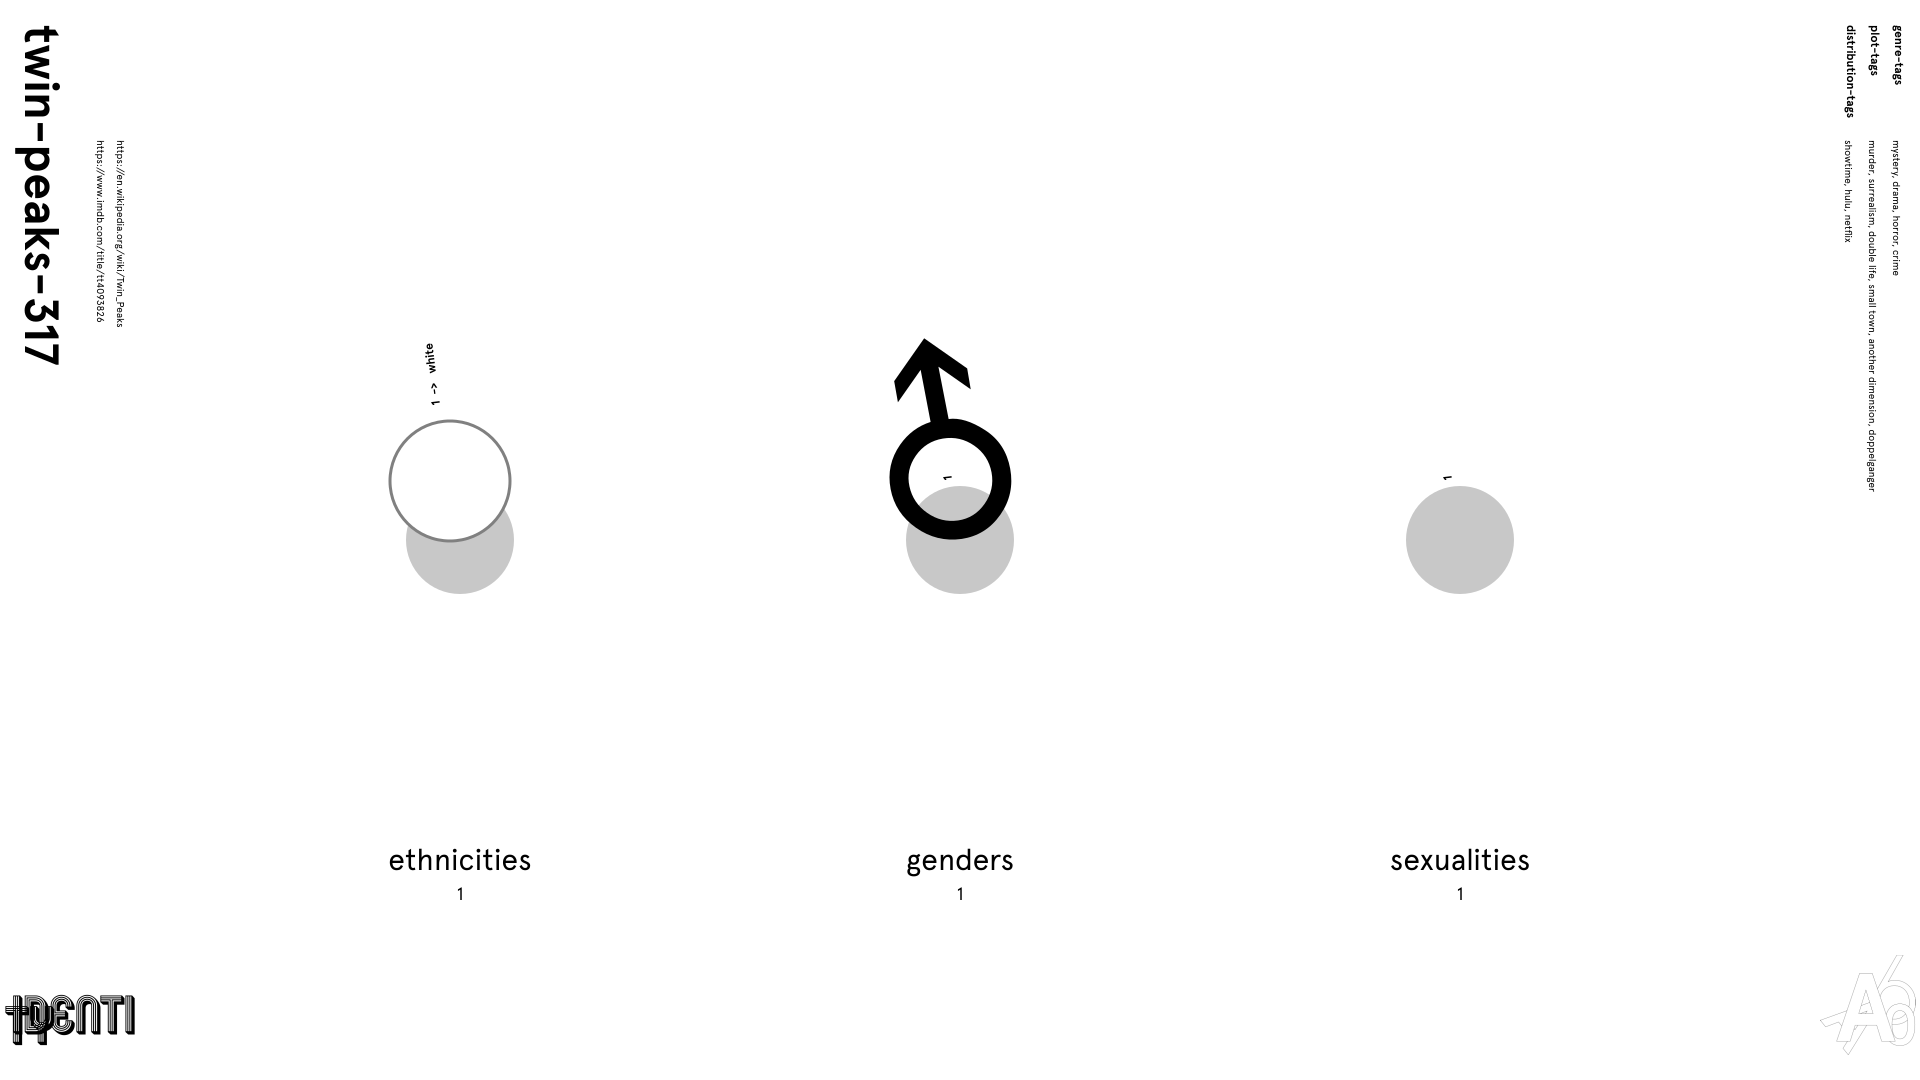 twin-peaks-317
https://en.wikipedia.org/wiki/Twin_Peaks
https://www.imdb.com/title/tt4093826
genre-tags
mystery, drama, horror, crime
plot-tags
murder, surrealism, double life, small town, another dimension, doppelganger
distribution-tags
showtime, hulu, netflix
1 -> white
1
1
ethnicities
1
genders
1
sexualities
1
IDENTI
ty